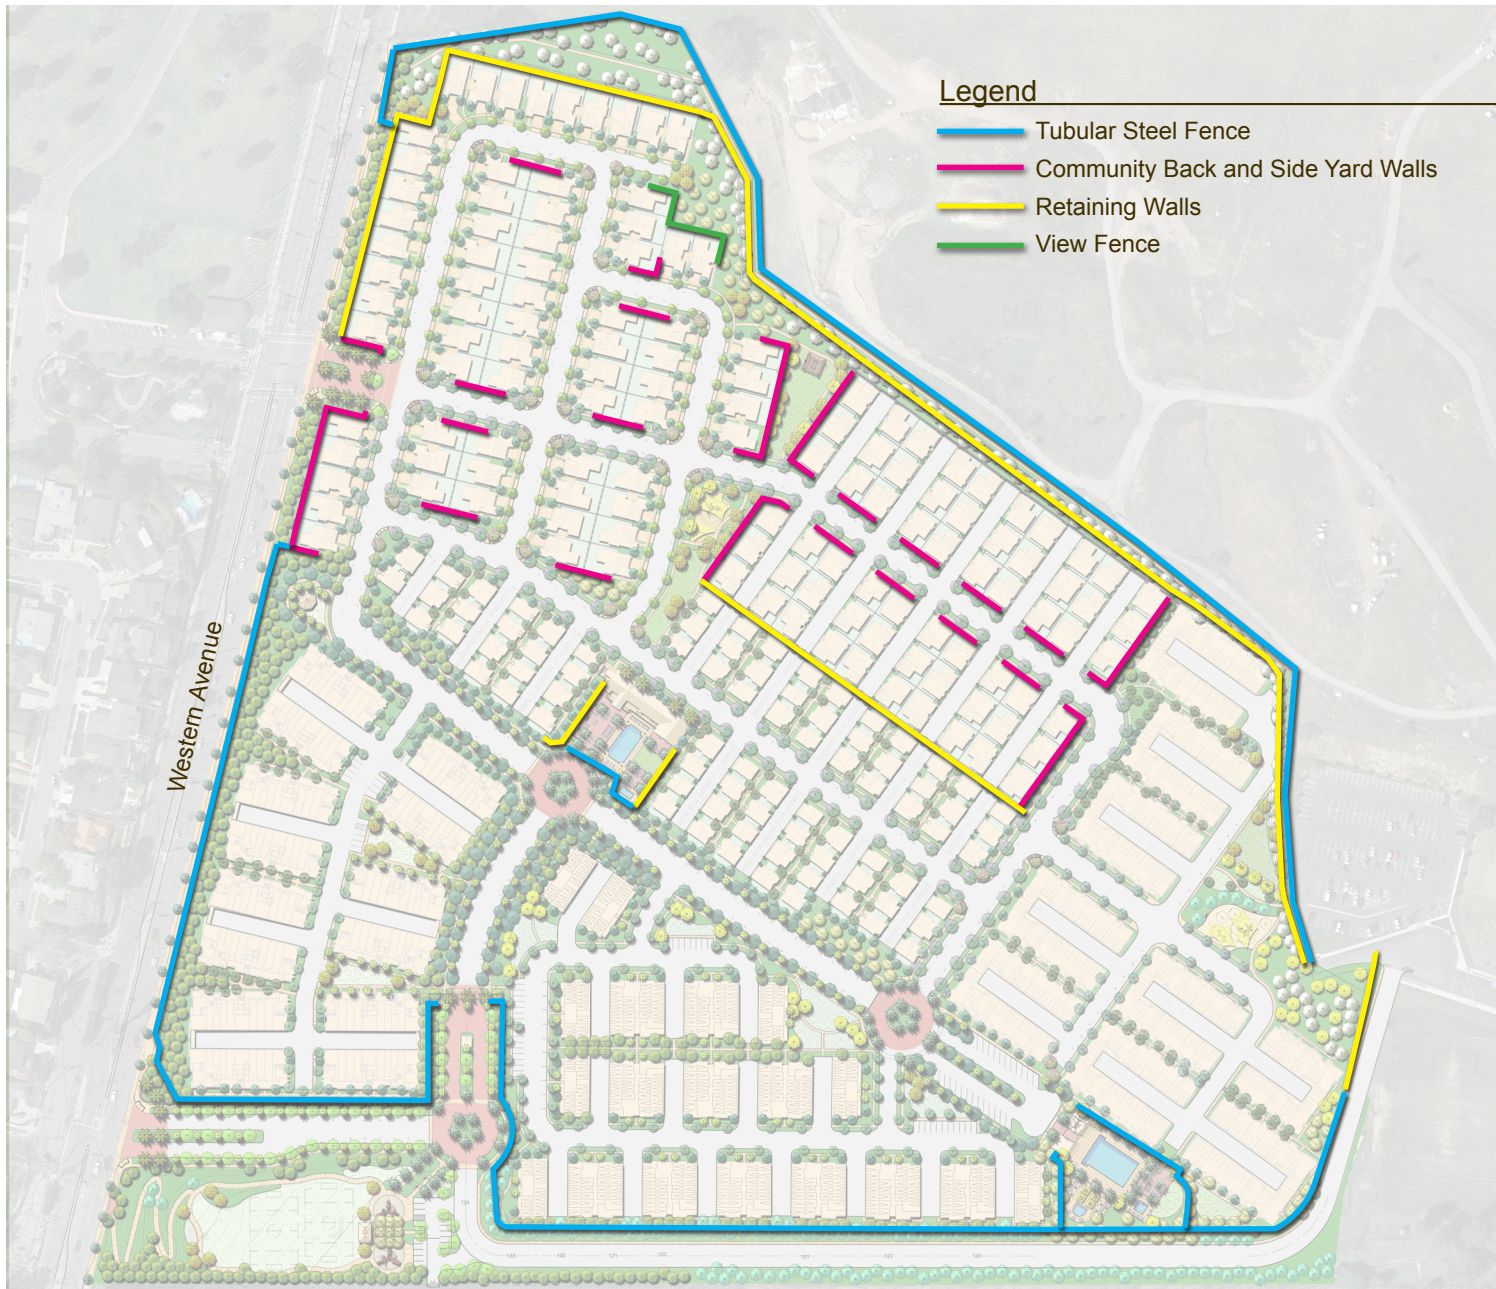 Legend
Tubular Steel Fence
Community Back and Side Yard Walls
Retaining Walls
View Fence
Western Avenue